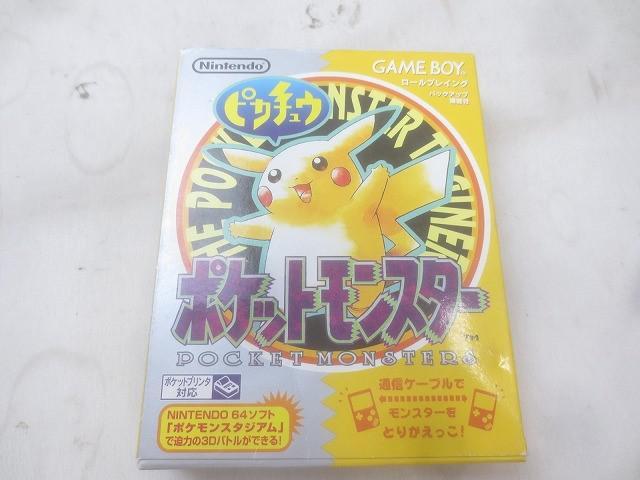 Nintendo
GAME BOY
ロールプレイング
バックアップ
機能付
ピカチュウ
POCKET MONSTERS
ポケットモンスター
TM
POCKET MONSTERS
ポケットプリンタ
対応
NINTENDO 64ソフト
「ポケモンスタジアム」
で迫力の3Dバトルができる!
通信ケーブルで
モンスターを
とりかえっこ!